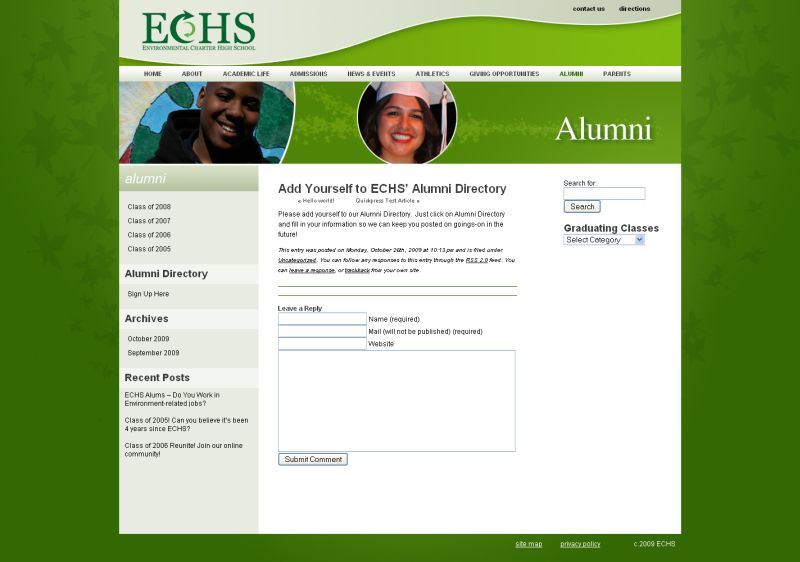 contact us directions
ECHS
ENVIRONMENTAL CHARTER HIGH SCHOOL
HOME ABOUT ACADEMIC LIFE ADMISSIONS NEWS & EVENTS ATHLETICS GIVING OPPORTUNITIES ALUMNI PARENTS
Alumni
alumni
Class of 2008
Class of 2007
Class of 2006
Class of 2005
Alumni Directory
Sign Up Here
Archives
October 2009
September 2009
Recent Posts
ECHS Alums – Do You Work in
Environment-related jobs?
Class of 2005! Can you believe it's been
4 years since ECHS?
Class of 2006 Reunite! Join our online
community!
Add Yourself to ECHS' Alumni Directory
« Hello world! Quickpress Test Article »
Please add yourself to our Alumni Directory. Just click on Alumni Directory
and fill in your information so we can keep you posted on goings-on in the
future!
This entry was posted on Monday, October 26th, 2009 at 10:13 pm and is filed under
Uncategorized. You can follow any responses to this entry through the RSS 2.0 feed. You
can leave a response, or trackback from your own site.
Leave a Reply
Name (required)
Mail (will not be published) (required)
Website
Submit Comment
Search for:
Search
Graduating Classes
Select Category
site map privacy policy c.2009 ECHS